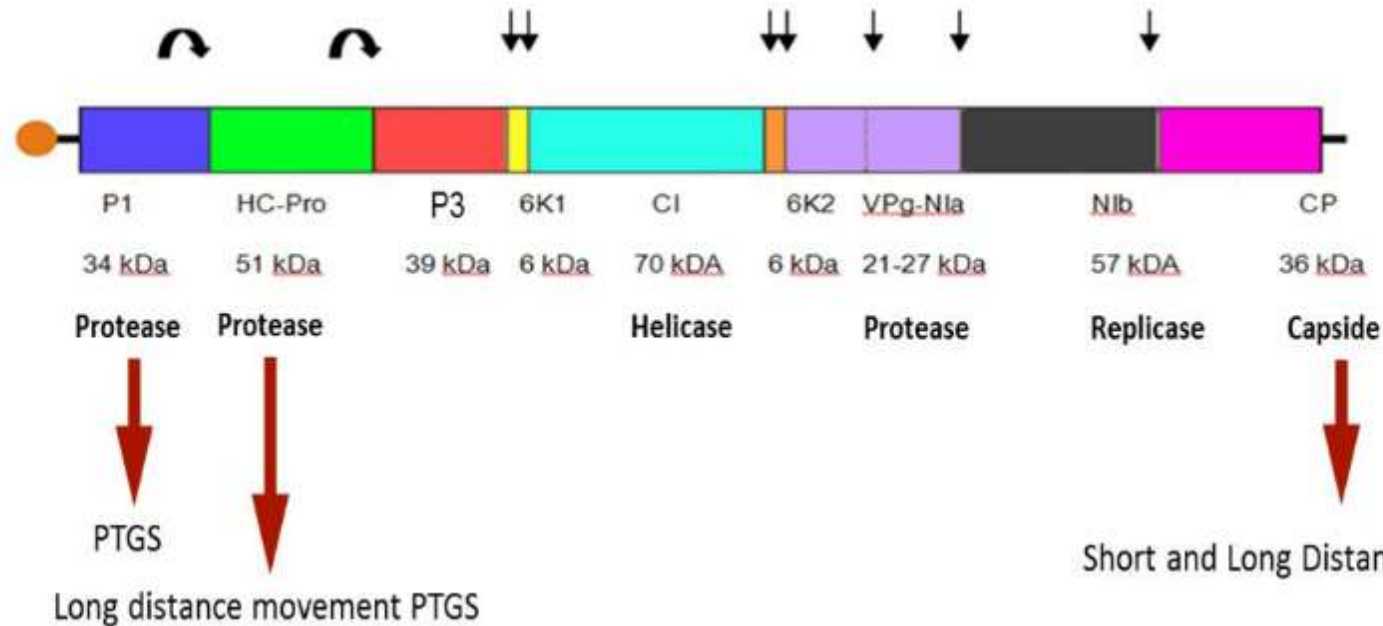 P1 HC-Pro P3 6K1 CI 6K2 VPg-NIa NIb CP
34 kDa 51 kDa 39 kDa 6 kDa 70 kDA 6 kDa 21-27 kDa 57 kDA 36 kDa
Protease Protease Helicase Protease Replicase Capside
PTGS
Short and Long Distan
Long distance movement PTGS